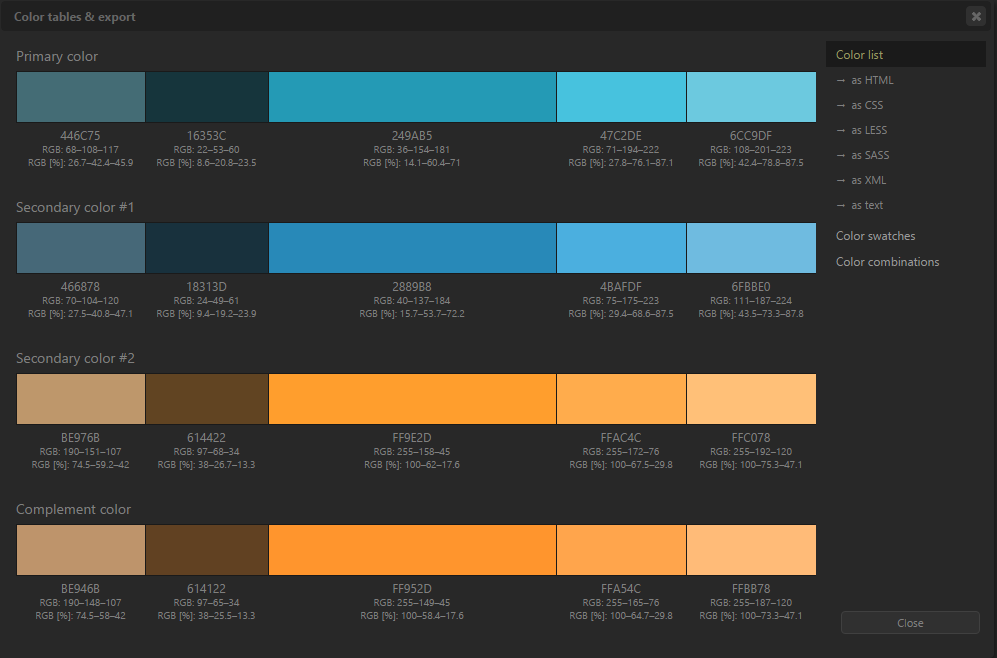 Color tables & export
Primary color
446C75 16353C 249AB5 47C2DE 6CC9DF
RGB: 68–108–117 RGB: 22–53–60 RGB: 36–154–181 RGB: 71–194–222 RGB: 108–201–223
RGB [%]: 26.7–42.4–45.9 RGB [%]: 8.6–20.8–23.5 RGB [%]: 14.1–60.4–71 RGB [%]: 27.8–76.1–87.1 RGB [%]: 42.4–78.8–87.5
Secondary color #1
466878 18313D 2889B8 4BAFDF 6FBBE0
RGB: 70–104–120 RGB: 24–49–61 RGB: 40–137–184 RGB: 75–175–223 RGB: 111–187–224
RGB [%]: 27.5–40.8–47.1 RGB [%]: 9.4–19.2–23.9 RGB [%]: 15.7–53.7–72.2 RGB [%]: 29.4–68.6–87.5 RGB [%]: 43.5–73.3–87.8
Secondary color #2
BE976B 614422 FF9E2D FFAC4C FFC078
RGB: 190–151–107 RGB: 97–68–34 RGB: 255–158–45 RGB: 255–172–76 RGB: 255–192–120
RGB [%]: 74.5–59.2–42 RGB [%]: 38–26.7–13.3 RGB [%]: 100–62–17.6 RGB [%]: 100–67.5–29.8 RGB [%]: 100–75.3–47.1
Complement color
BE946B 614122 FF952D FFA54C FFBB78
RGB: 190–148–107 RGB: 97–65–34 RGB: 255–149–45 RGB: 255–165–76 RGB: 255–187–120
RGB [%]: 74.5–58–42 RGB [%]: 38–25.5–13.3 RGB [%]: 100–58.4–17.6 RGB [%]: 100–64.7–29.8 RGB [%]: 100–73.3–47.1
Color list
→ as HTML
→ as CSS
→ as LESS
→ as SASS
→ as XML
→ as text
Color swatches
Color combinations
Close